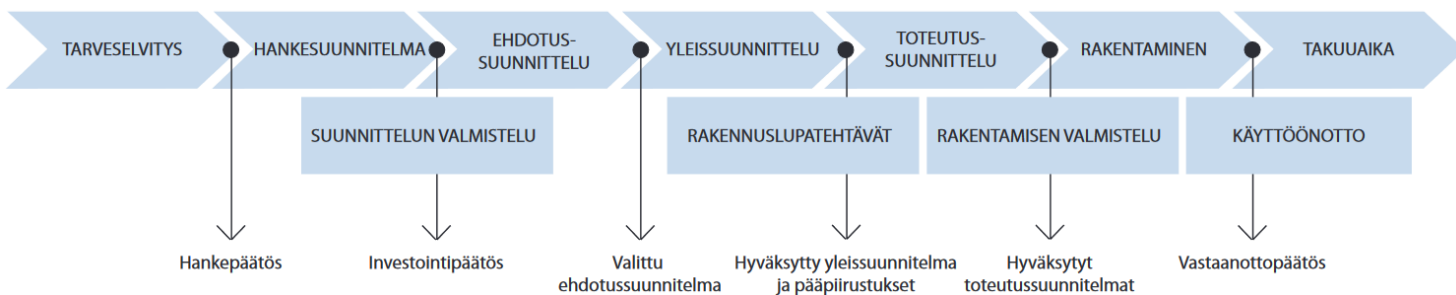 TARVESELVITYS
HANKESUUNNITELMA
EHDOTUS-
SUUNNITTELU
YLEISSUUNNITTELU
TOTEUTUS-
SUUNNITTELU
RAKENTAMINEN
TAKUUAIKA
SUUNNITTELUN VALMISTELU
RAKENNUSLUPATEHTÄVÄT
RAKENTAMISEN VALMISTELU
KÄYTTÖÖNOTTO
Hankepäätös
Investointipäätös
Valittu
ehdotussuunnitelma
Hyväksytty yleissuunnitelma
ja pääpiirustukset
Hyväksytyt
toteutussuunnitelmat
Vastaanottopäätös